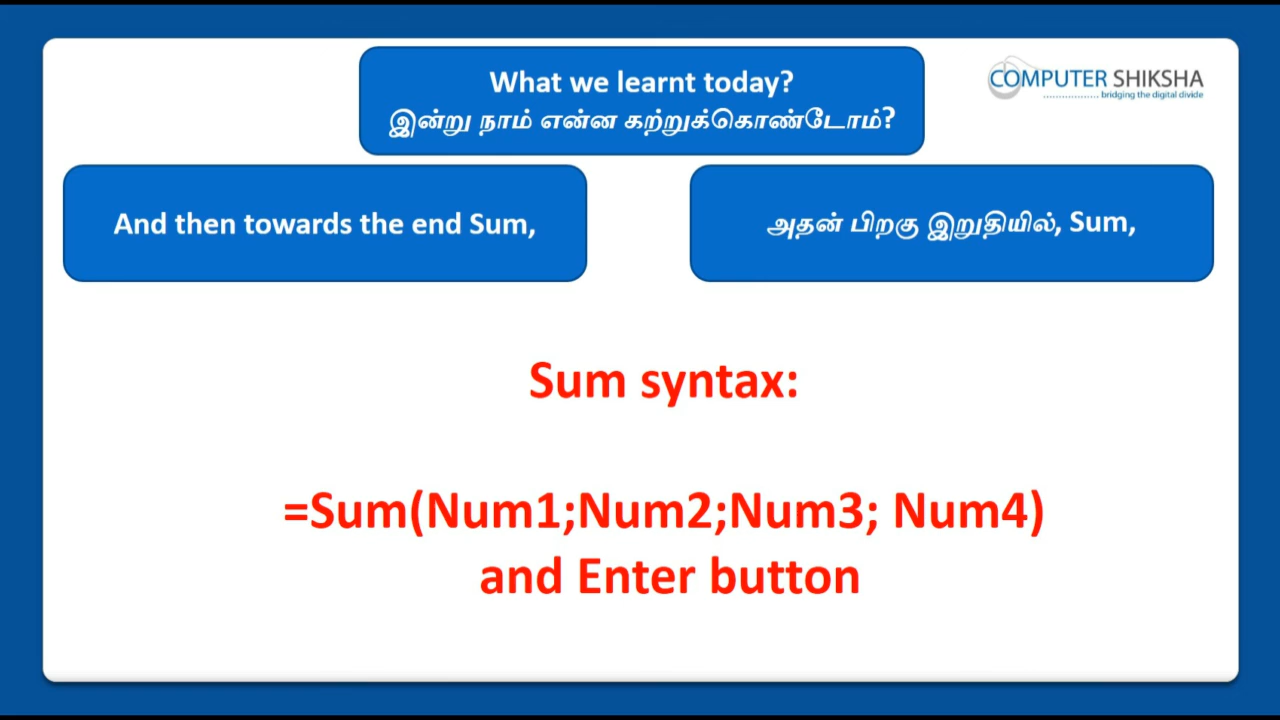 What we learnt today?
இன்று நாம் என்ன கற்றுக்கொண்டோம்?
COMPUTER SHIKSHA
bridging the digital divide
And then towards the end Sum,
அதன் பிறகு இறுதியில், Sum,
Sum syntax:
=Sum(Num1;Num2;Num3; Num4)
and Enter button